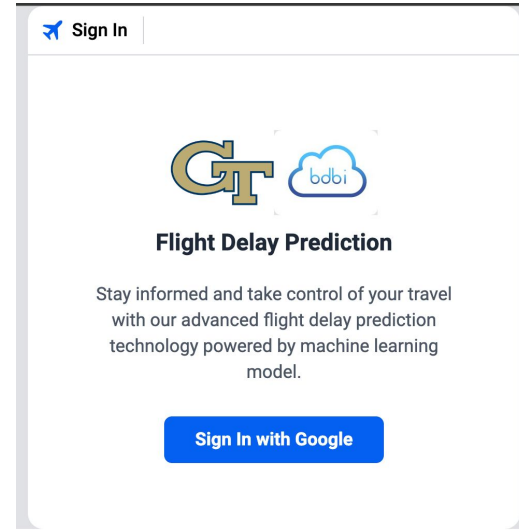 Sign In
GT
bdbi
Flight Delay Prediction
Stay informed and take control of your travel
with our advanced flight delay prediction
technology powered by machine learning
model.
Sign In with Google